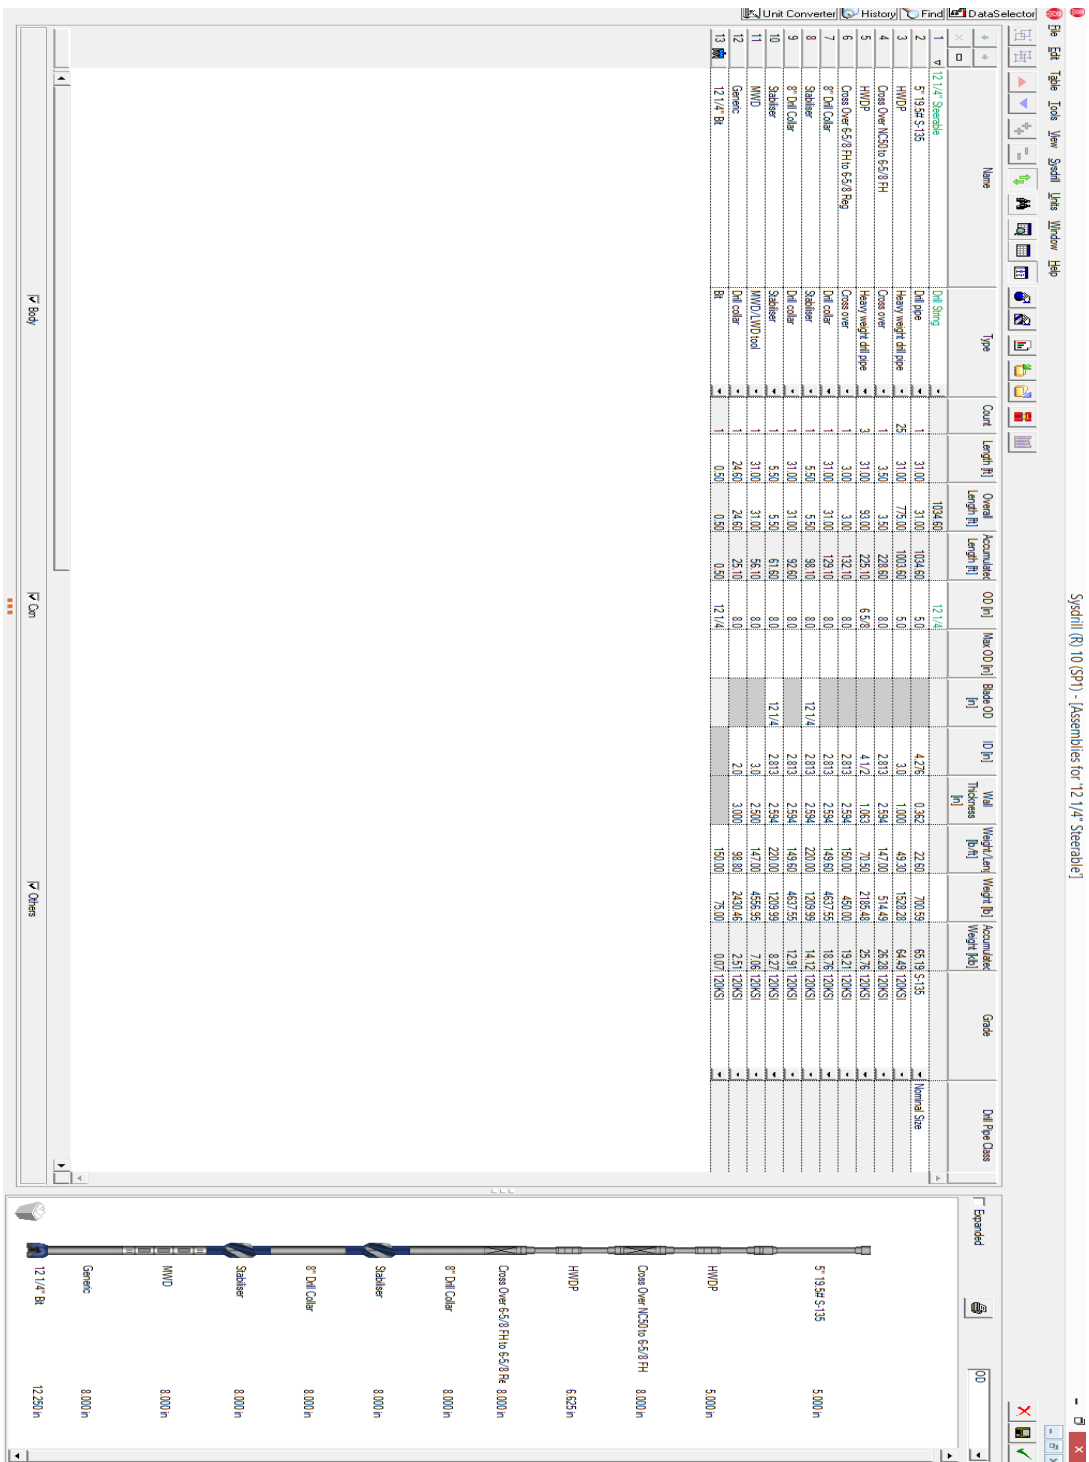 Sysdrill (R) 10 (SP1) - [Assemblies for '12 1/4" Steerable']
File Edit Table Tools View Sysdrill Units Window Help
Unit Converter History Find DataSelector
Name Type Count Length [ft] Overall Length [ft] Accumulated Length [ft] OD [in] Max OD [in] Blade OD [in] ID [in] Wall Thickness [in] Weight/Len [lb/ft] Weight [lb] Accumulated Weight [klb] Grade Drill Pipe Class
1 12 1/4" Steerable Drill String 1034.60 12 1/4
2 5" 19.5# S-135 Drill pipe 1 31.00 31.00 1034.60 5.0 4.276 0.362 22.60 700.59 65.19 S-135 Nominal Size
3 HWDP Heavy weight drill pipe 25 31.00 775.00 1003.60 5.0 3.0 1.000 49.30 1528.28 64.49 120KSI
4 Cross Over NC50 to 6-5/8 FH Cross over 1 3.50 3.50 228.60 8.0 2.813 2.594 147.00 514.49 26.28 120KSI
5 HWDP Heavy weight drill pipe 3 31.00 93.00 225.10 6 5/8 4 1/2 1.063 70.50 2185.48 25.76 120KSI
6 Cross Over 6-5/8 FH to 6-5/8 Reg Cross over 1 3.00 3.00 132.10 8.0 2.813 2.594 150.00 450.00 19.21 120KSI
7 8" Drill Collar Drill collar 1 31.00 31.00 129.10 8.0 2.813 2.594 149.60 4637.55 18.76 120KSI
8 Stabiliser Stabiliser 1 5.50 5.50 98.10 8.0 12 1/4 2.813 2.594 220.00 1209.99 14.12 120KSI
9 8" Drill Collar Drill collar 1 31.00 31.00 92.60 8.0 2.813 2.594 149.60 4637.55 12.91 120KSI
10 Stabiliser Stabiliser 1 5.50 5.50 61.60 8.0 12 1/4 2.813 2.594 220.00 1209.99 8.27 120KSI
11 MWD MWD/LWD tool 1 31.00 31.00 56.10 8.0 3.0 2.500 147.00 4556.95 7.06 120KSI
12 Generic Drill collar 1 24.60 24.60 25.10 8.0 2.0 3.000 98.80 2430.46 2.51 120KSI
13 12 1/4" Bit Bit 1 0.50 0.50 0.50 12 1/4 150.00 75.00 0.07 120KSI
Body Cxn Others
Expanded OD
5" 19.5# S-135 5.000 in
HWDP 5.000 in
Cross Over NC50 to 6-5/8 FH 8.000 in
HWDP 6.625 in
Cross Over 6-5/8 FH to 6-5/8 Re 8.000 in
8" Drill Collar 8.000 in
Stabiliser 8.000 in
8" Drill Collar 8.000 in
Stabiliser 8.000 in
MWD 8.000 in
Generic 8.000 in
12 1/4" Bit 12.250 in